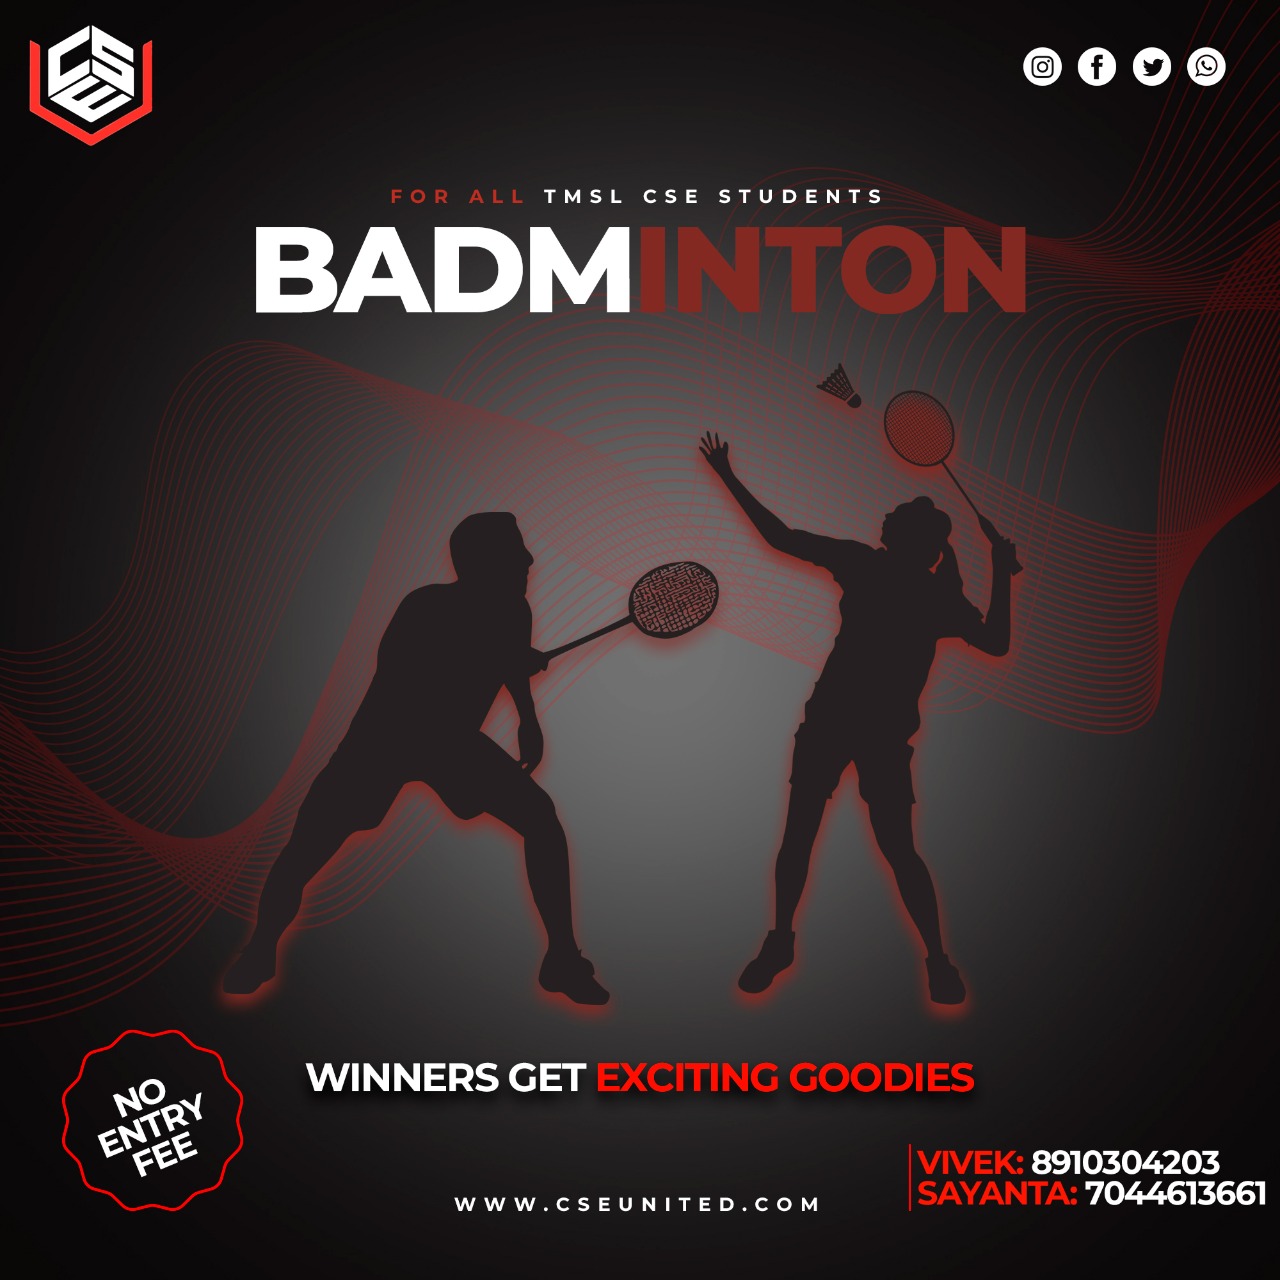 CSE
FOR ALL TMSL CSE STUDENTS
BADMINTON
WINNERS GET EXCITING GOODIES
NO
ENTRY
FEE
VIVEK: 8910304203
SAYANTA: 7044613661
WWW.CSEUNITED.COM